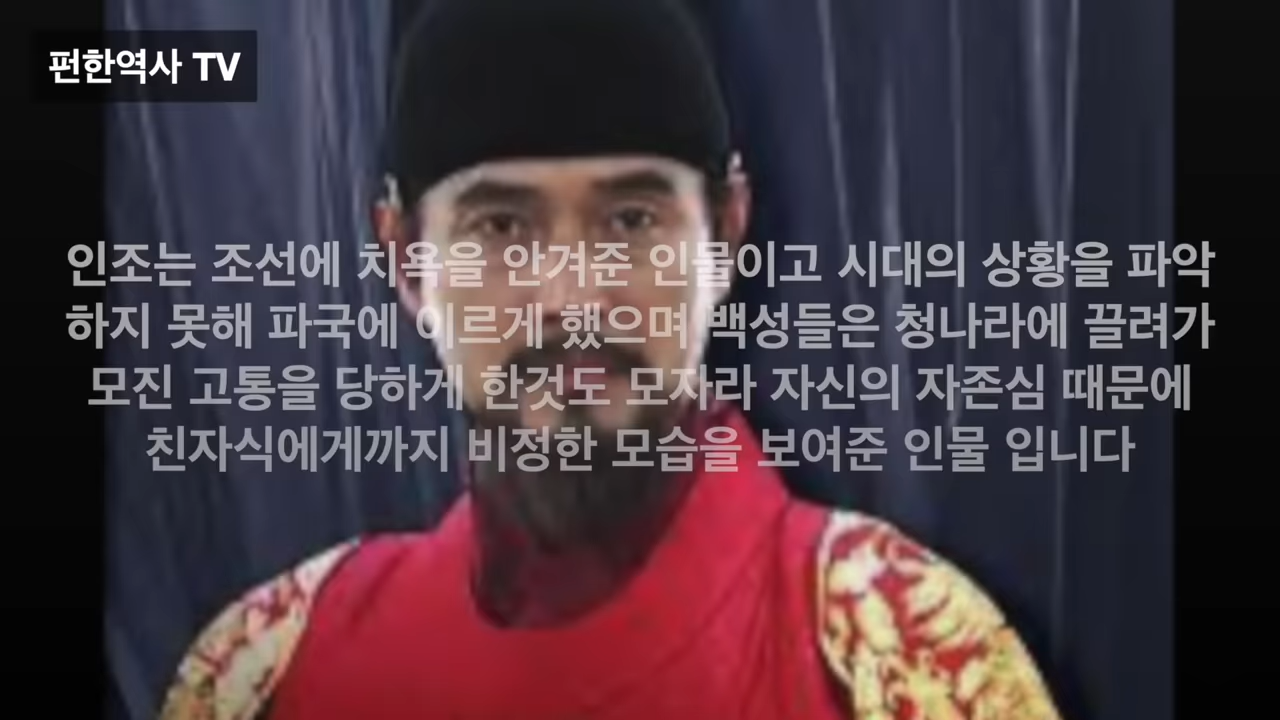 펀한역사 TV
인조는 조선에 치욕을 안겨준 인물이고 시대의 상황을 파악
하지 못해 파국에 이르게 했으며 백성들은 청나라에 끌려가
모진 고통을 당하게 한것도 모자라 자신의 자존심 때문에
친자식에게까지 비정한 모습을 보여준 인물 입니다